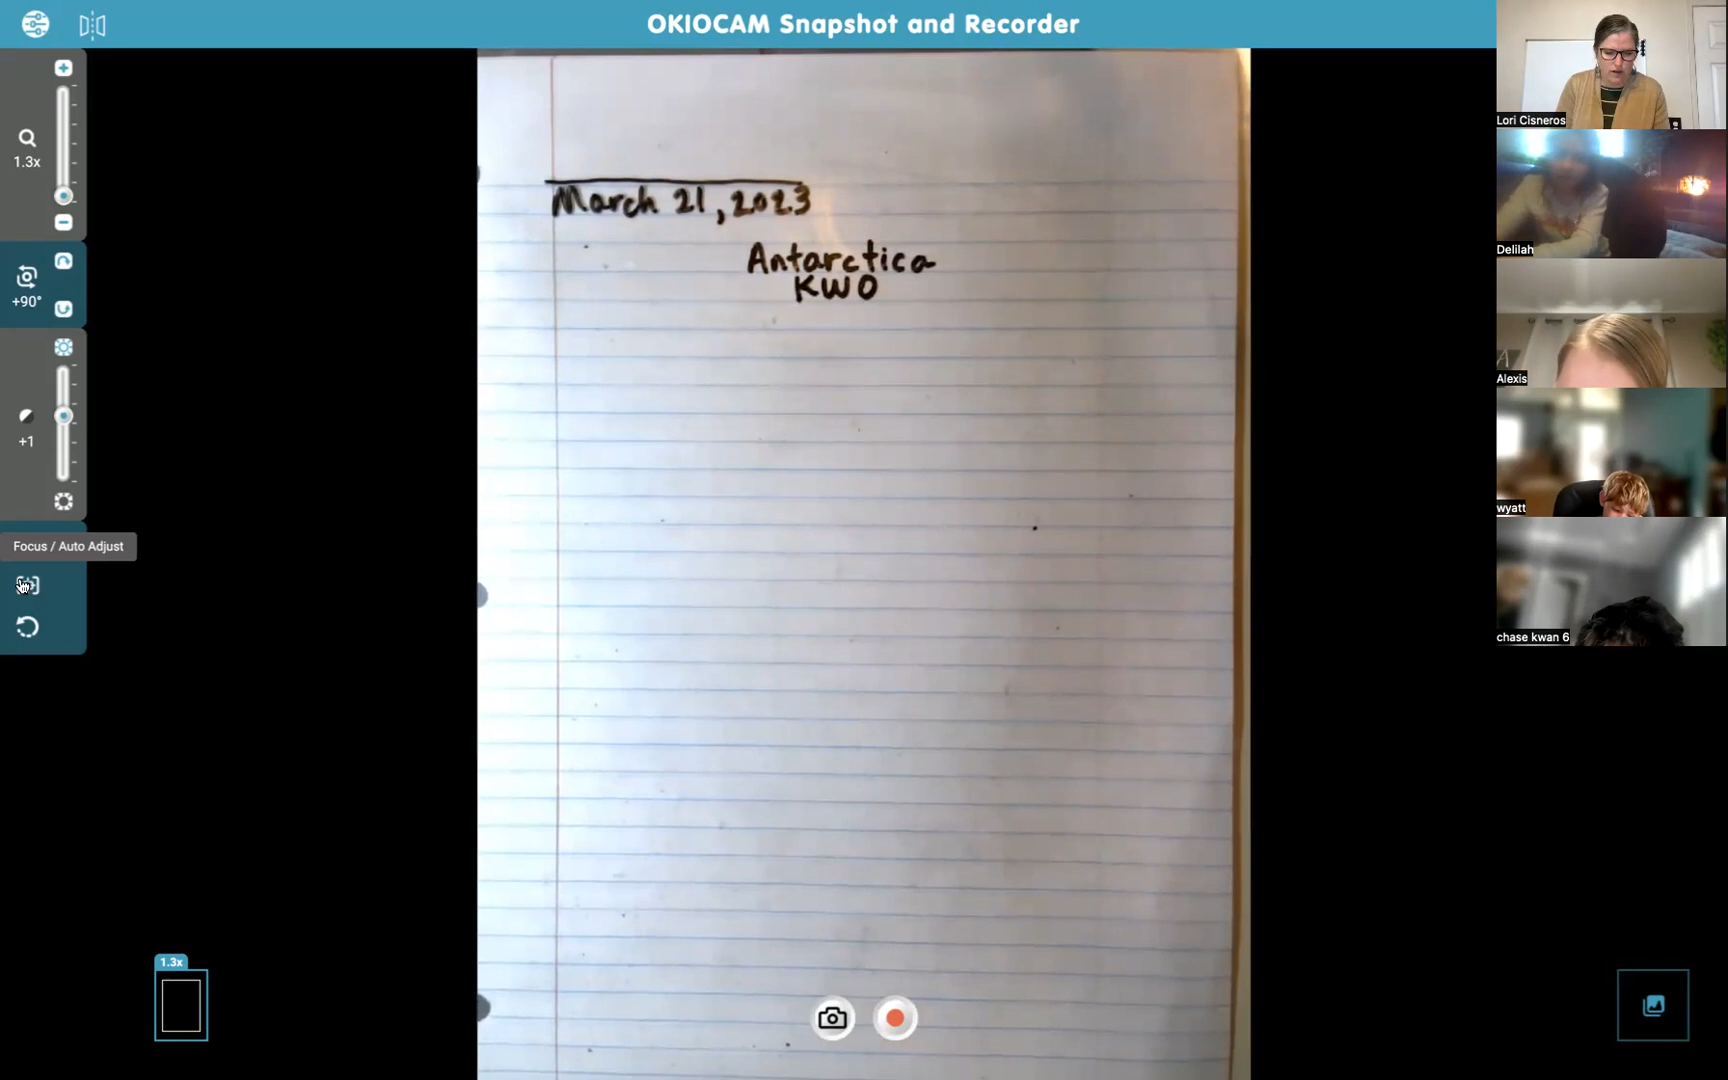 OKIOCAM Snapshot and Recorder
1.3x
+90°
+1
Focus / Auto Adjust
1.3x
March 21, 2023
Antarctica
KWO
Lori Cisneros
Delilah
Alexis
wyatt
chase kwan 6